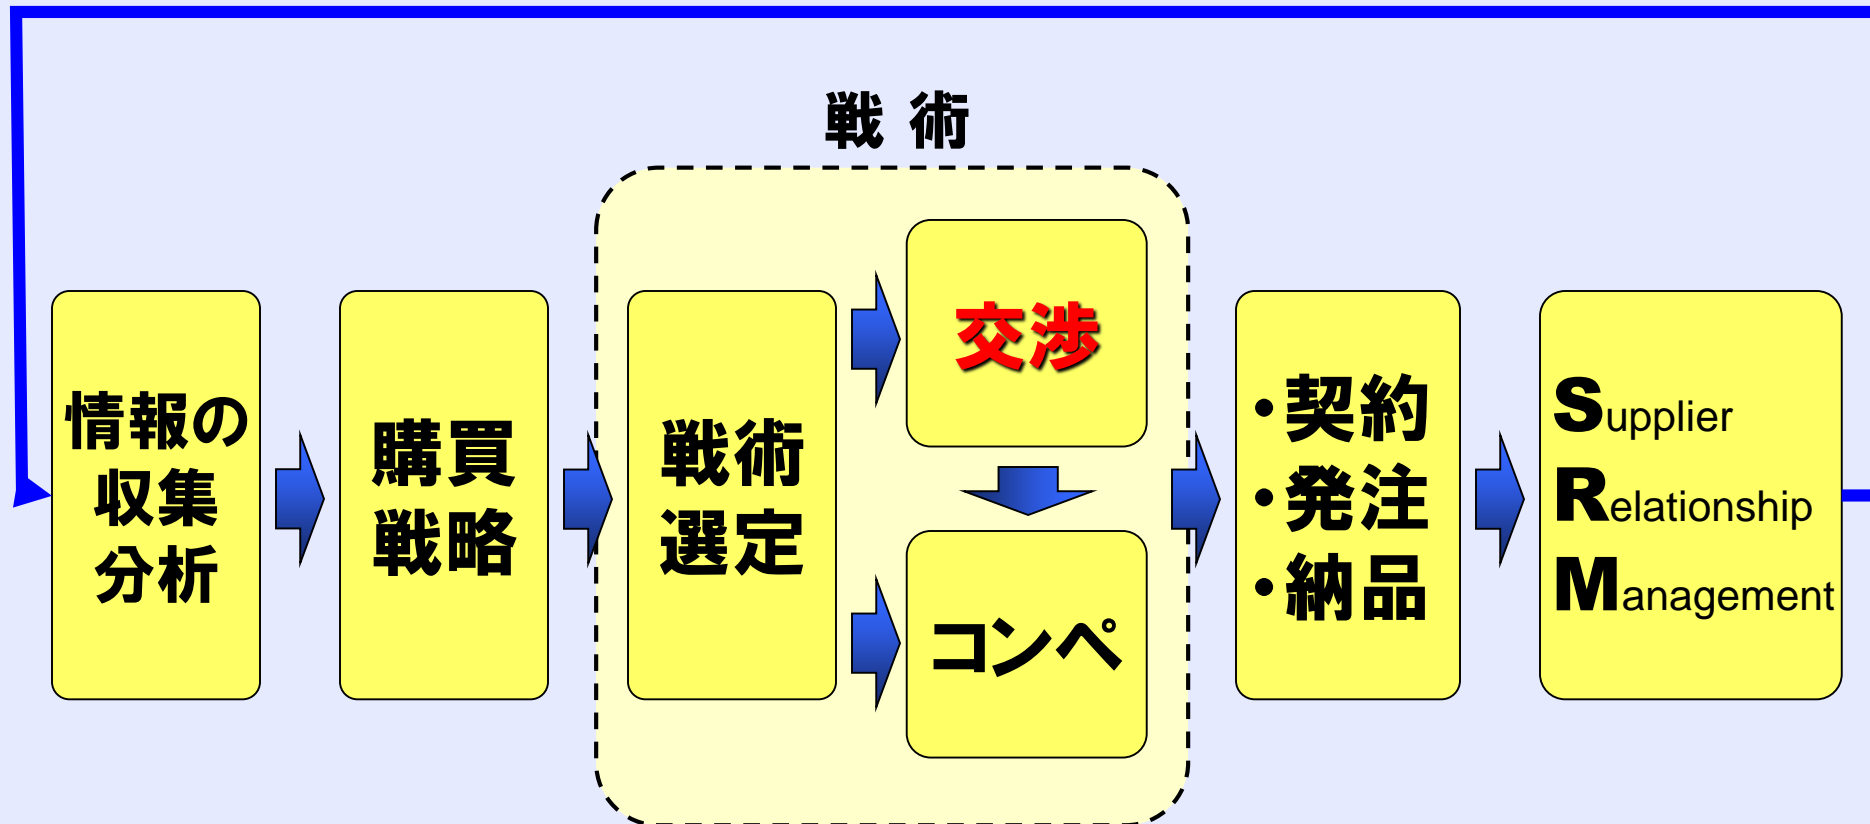 戦 術
情報の
収集
分析
購買
戦略
戦術
選定
交渉
コンペ
・契約
・発注
・納品
Supplier
Relationship
Management